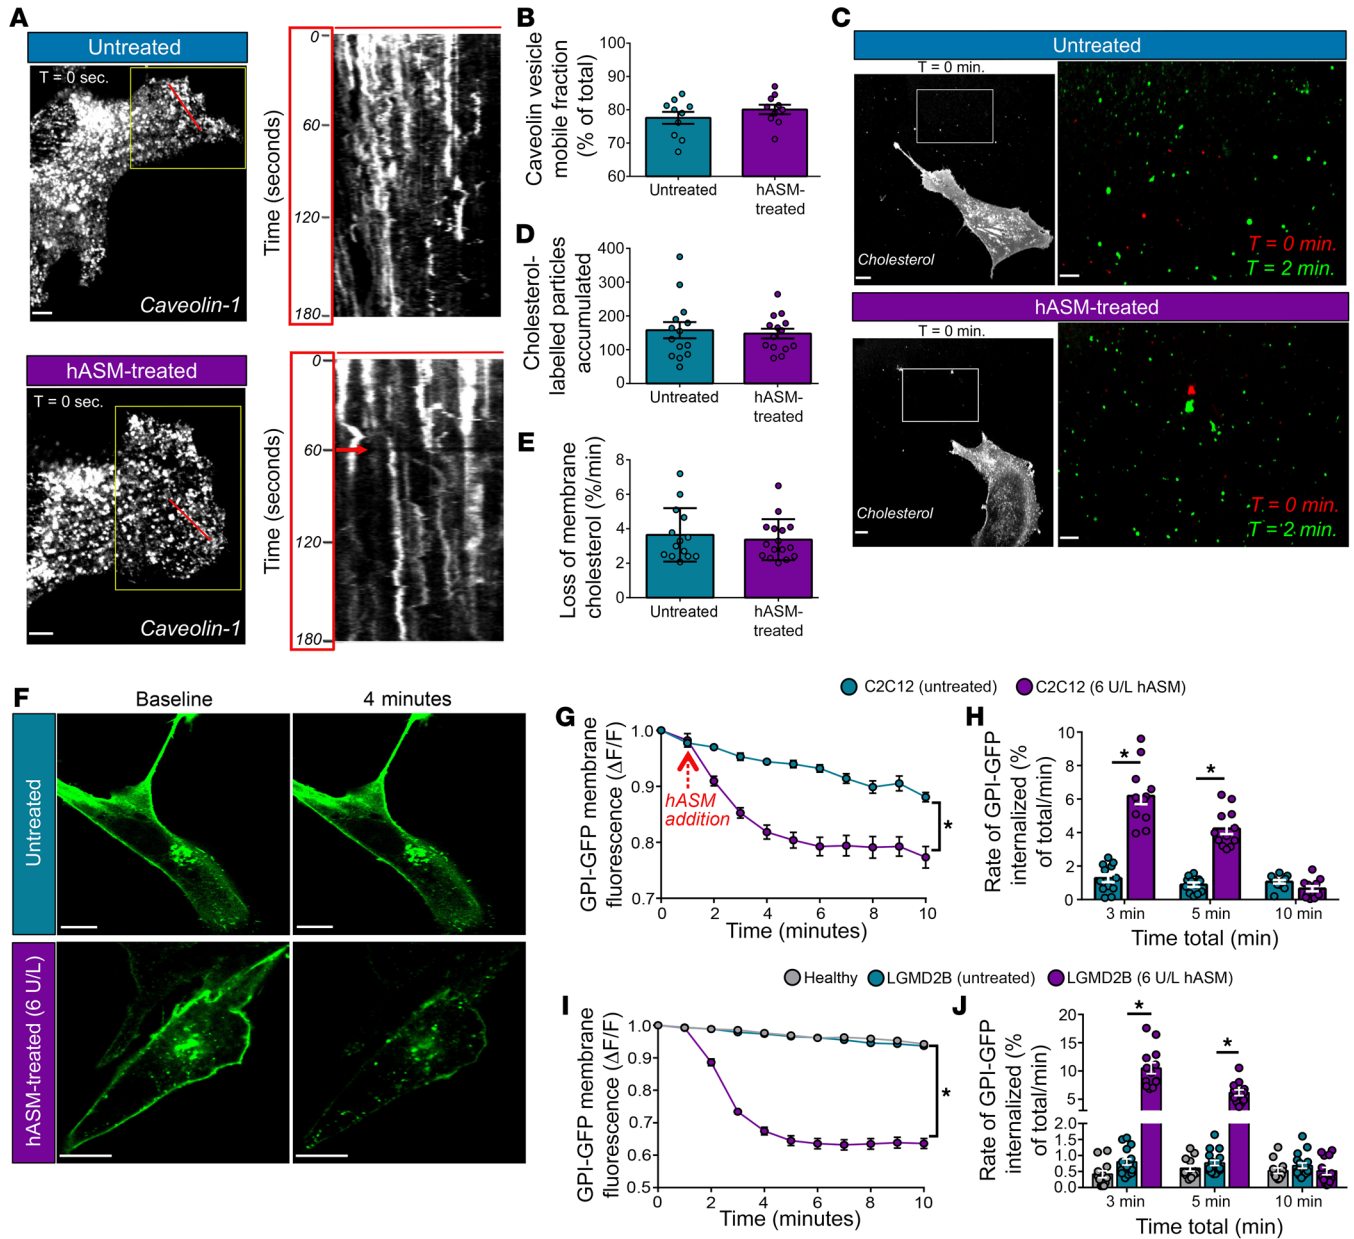 A
Untreated
T = 0 sec.
Caveolin-1
Time (seconds)
0
60
120
180
hASM-treated
T = 0 sec.
Caveolin-1
Time (seconds)
0
60
120
180
B
Caveolin vesicle
mobile fraction
(% of total)
100
90
80
70
60
Untreated
hASM-
treated
C
Untreated
T = 0 min.
Cholesterol
T = 0 min.
T = 2 min.
hASM-treated
T = 0 min.
Cholesterol
T = 0 min.
T = 2 min.
D
Cholesterol-
labelled particles
accumulated
400
300
200
100
0
Untreated
hASM-
treated
E
Loss of membrane
cholesterol (%/min)
8
6
4
2
0
Untreated
hASM-
treated
F
Baseline
4 minutes
Untreated
hASM-treated (6 U/L)
C2C12 (untreated)
C2C12 (6 U/L hASM)
G
GPI-GFP membrane
fluorescence (ΔF/F)
1.0
0.9
0.8
0.7
hASM
addition
*
0
2
4
6
8
10
Time (minutes)
H
Rate of GPI-GFP
internalized (%
of total/min)
10
8
6
4
2
0
*
*
3 min
5 min
10 min
Time total (min)
Healthy
LGMD2B (untreated)
LGMD2B (6 U/L hASM)
I
GPI-GFP membrane
fluorescence (ΔF/F)
1.0
0.9
0.8
0.7
0.6
0.5
*
0
2
4
6
8
10
Time (minutes)
J
Rate of GPI-GFP
internalized (%
of total/min)
20
15
10
5
2.0
1.5
1.0
0.5
0.0
*
*
3 min
5 min
10 min
Time total (min)